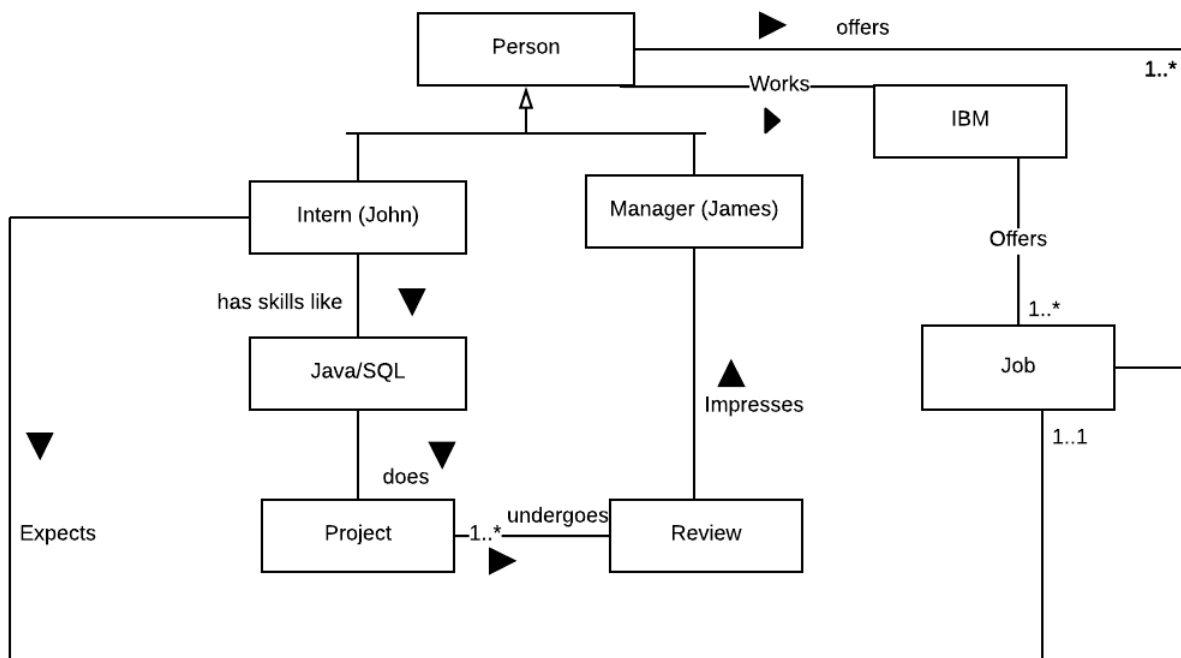 Person
offers
1..*
Works
IBM
Intern (John)
Manager (James)
Offers
has skills like
1..*
Java/SQL
Job
Impresses
1..1
does
Expects
Project
1..*
undergoes
Review